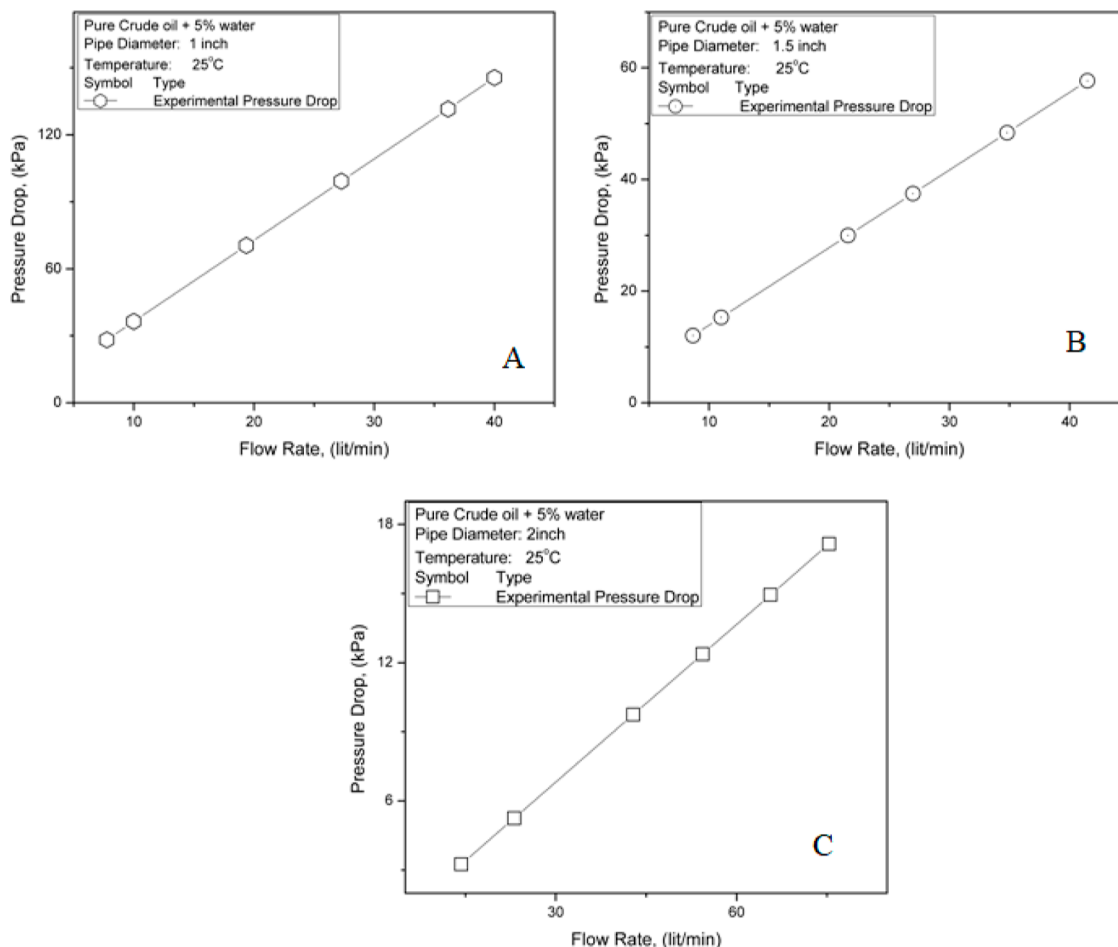 Pure Crude oil + 5% water
Pipe Diameter: 1 inch
Temperature: 25°C
Symbol Type
Experimental Pressure Drop
Pressure Drop, (kPa)
120
60
0
10 20 30 40
Flow Rate, (lit/min)
A
Pure Crude oil + 5% water
Pipe Diameter: 1.5 inch
Temperature: 25°C
Symbol Type
Experimental Pressure Drop
Pressure Drop, (kPa)
60
40
20
0
10 20 30 40
Flow Rate, (lit/min)
B
Pure Crude oil + 5% water
Pipe Diameter: 2inch
Temperature: 25°C
Symbol Type
Experimental Pressure Drop
Pressure Drop, (kPa)
18
12
6
30 60
Flow Rate, (lit/min)
C